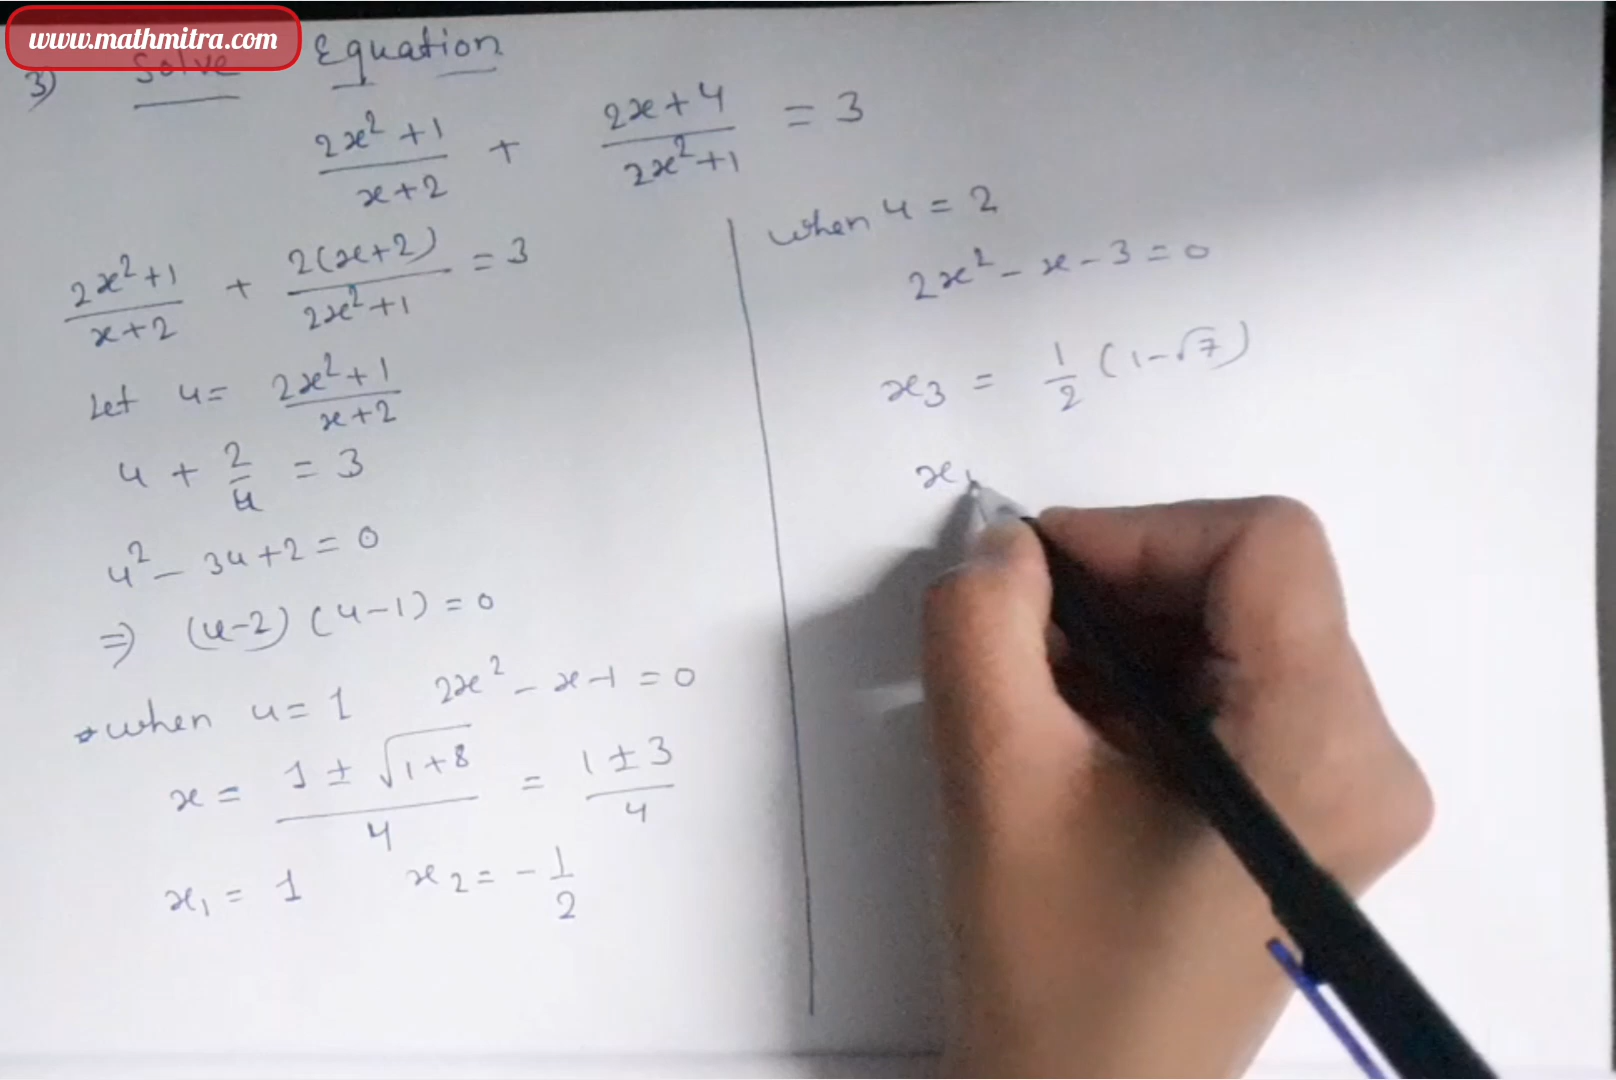 www.mathmitra.com
3) Solve Equation
(2x² + 1)/(x + 2) + (2x + 4)/(2x² + 1) = 3
(2x² + 1)/(x + 2) + 2(x + 2)/(2x² + 1) = 3
Let u = (2x² + 1)/(x + 2)
u + 2/u = 3
u² - 3u + 2 = 0
⇒ (u-2) (u-1) = 0
when u = 1 2x² - x - 1 = 0
x = (1 ± √(1+8))/4 = (1 ± 3)/4
x₁ = 1 x₂ = - 1/2
when u = 2
2x² - x - 3 = 0
x₃ = 1/2 (1 - √7)
x